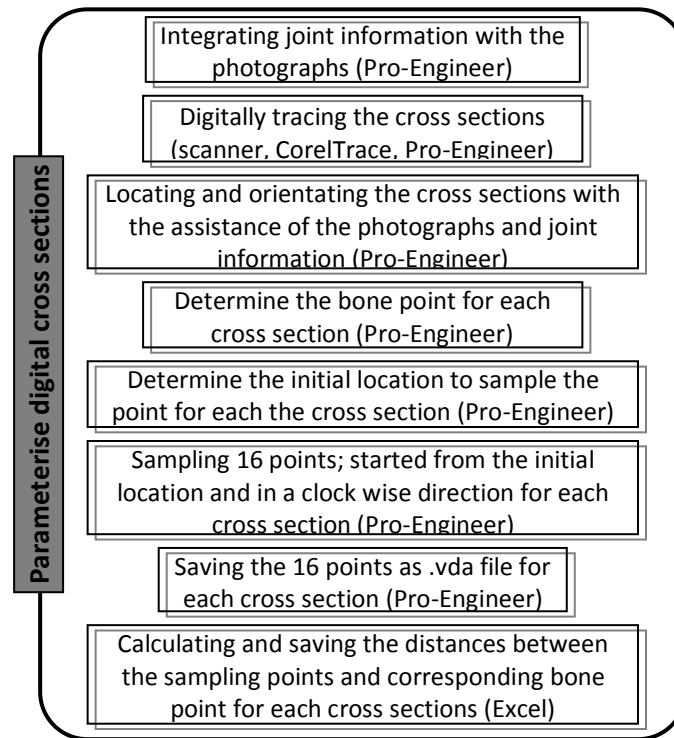 Parameterise digital cross sections
Integrating joint information with the
photographs (Pro-Engineer)
Digitally tracing the cross sections
(scanner, CorelTrace, Pro-Engineer)
Locating and orientating the cross sections with
the assistance of the photographs and joint
information (Pro-Engineer)
Determine the bone point for each
cross section (Pro-Engineer)
Determine the initial location to sample the
point for each the cross section (Pro-Engineer)
Sampling 16 points; started from the initial
location and in a clock wise direction for each
cross section (Pro-Engineer)
Saving the 16 points as .vda file for
each cross section (Pro-Engineer)
Calculating and saving the distances between
the sampling points and corresponding bone
point for each cross sections (Excel)